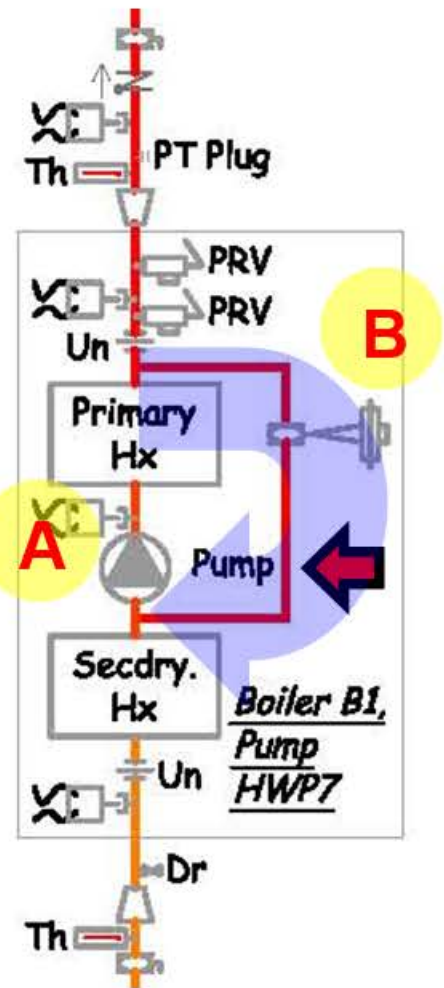 PT Plug
Th
PRV
PRV
B
Un
Primary
Hx
A
Pump
Secdry.
Hx
Boiler B1,
Pump
HWP7
Un
Dr
Th